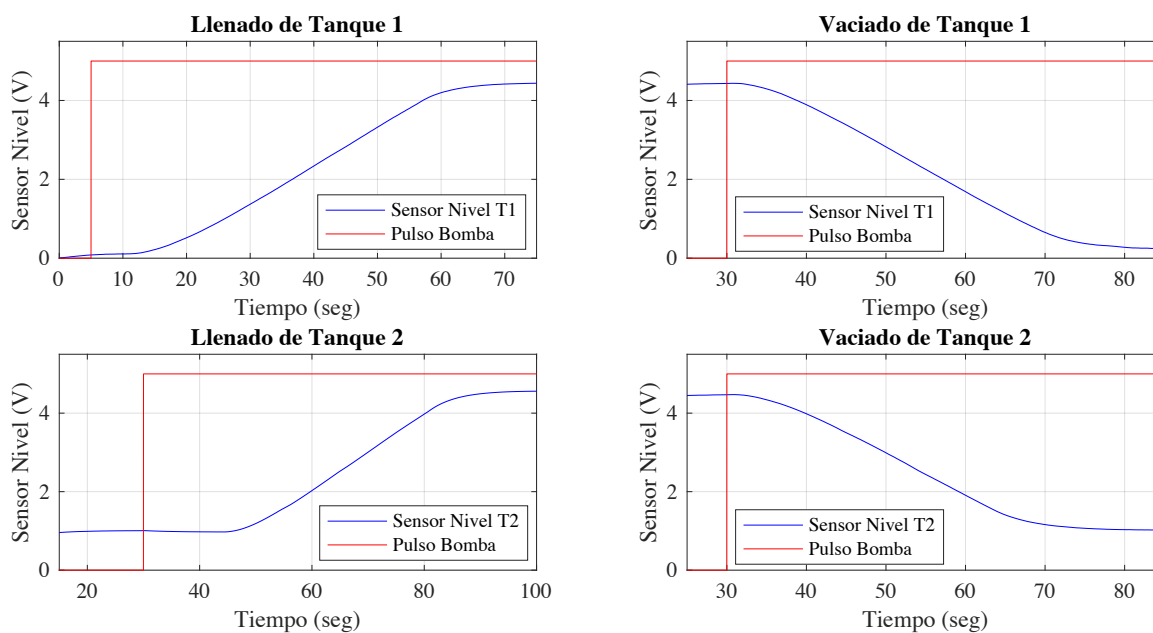 Llenado de Tanque 1
Sensor Nivel (V)
4
2
0
0 10 20 30 40 50 60 70
Tiempo (seg)
Sensor Nivel T1
Pulso Bomba
Vaciado de Tanque 1
Sensor Nivel (V)
4
2
0
30 40 50 60 70 80
Tiempo (seg)
Sensor Nivel T1
Pulso Bomba
Llenado de Tanque 2
Sensor Nivel (V)
4
2
0
20 40 60 80 100
Tiempo (seg)
Sensor Nivel T2
Pulso Bomba
Vaciado de Tanque 2
Sensor Nivel (V)
4
2
0
30 40 50 60 70 80
Tiempo (seg)
Sensor Nivel T2
Pulso Bomba